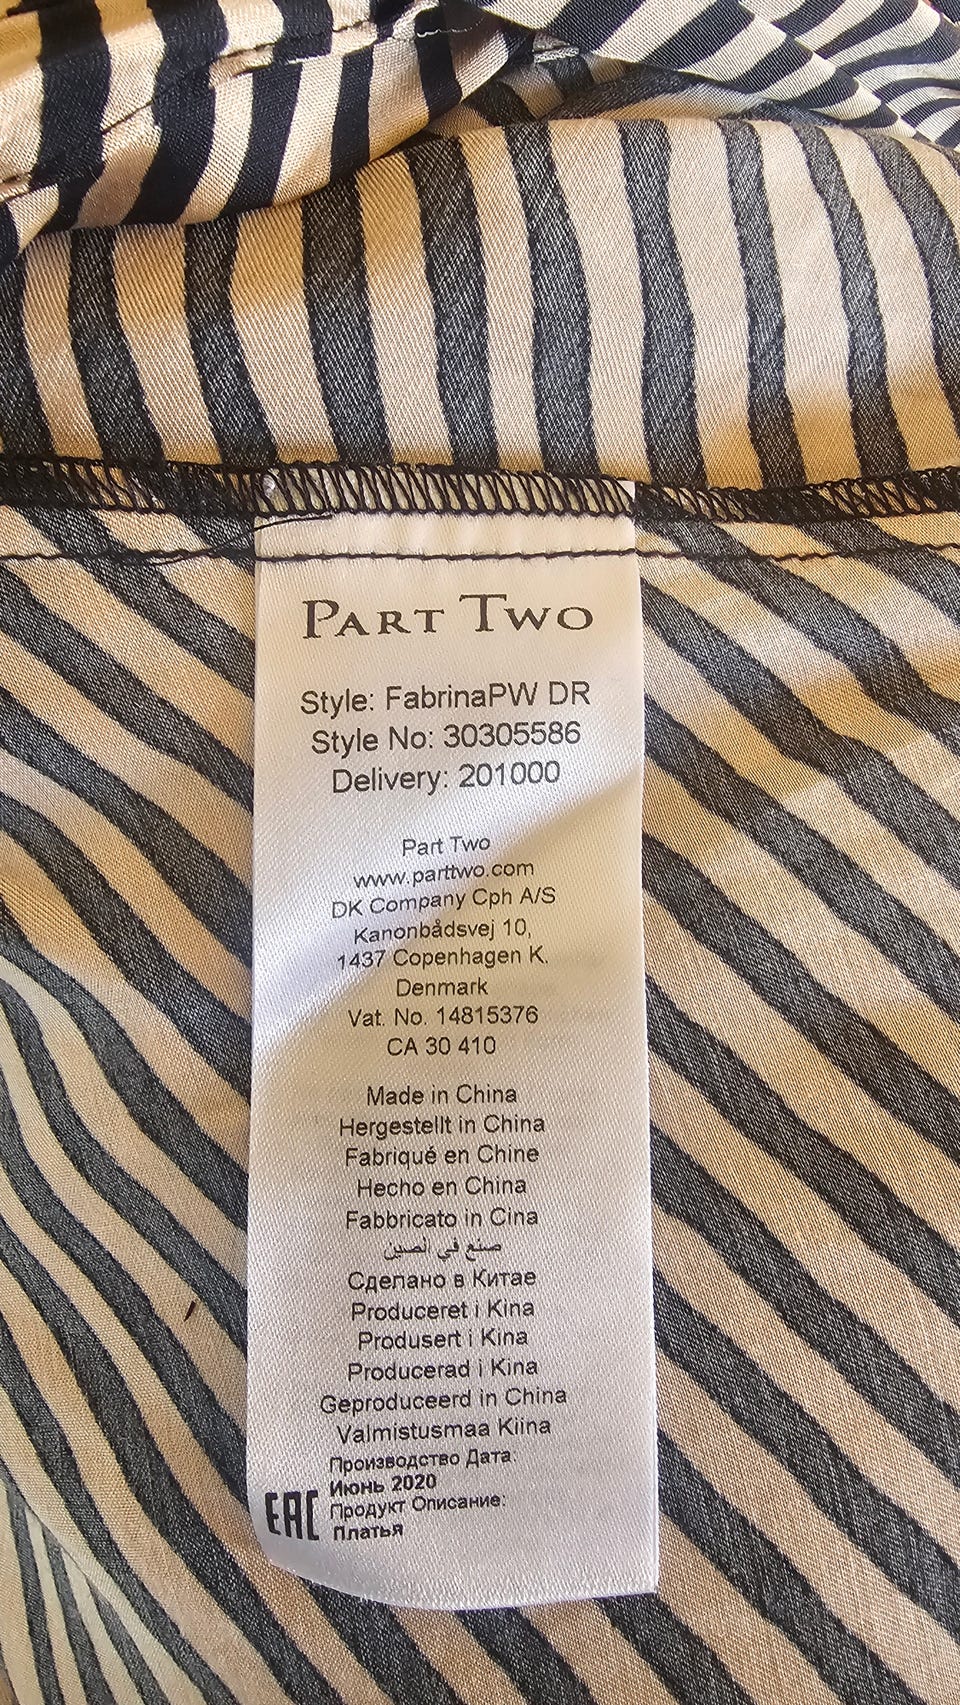 PART TWO
Style: FabrinaPW DR
Style No: 30305586
Delivery: 201000
Part Two
www.parttwo.com
DK Company Cph A/S
Kanonbådsvej 10,
1437 Copenhagen K.
Denmark
Vat. No. 14815376
CA 30 410
Made in China
Hergestellt in China
Fabriqué en Chine
Hecho en China
Fabbricato in Cina
صنع في الصين
Сделано в Китае
Produceret i Kina
Produsert i Kina
Producerad i Kina
Geproduceerd in China
Valmistusmaa Kiina
Производство Дата:
Июнь 2020
EAC
Продукт Описание:
Платья